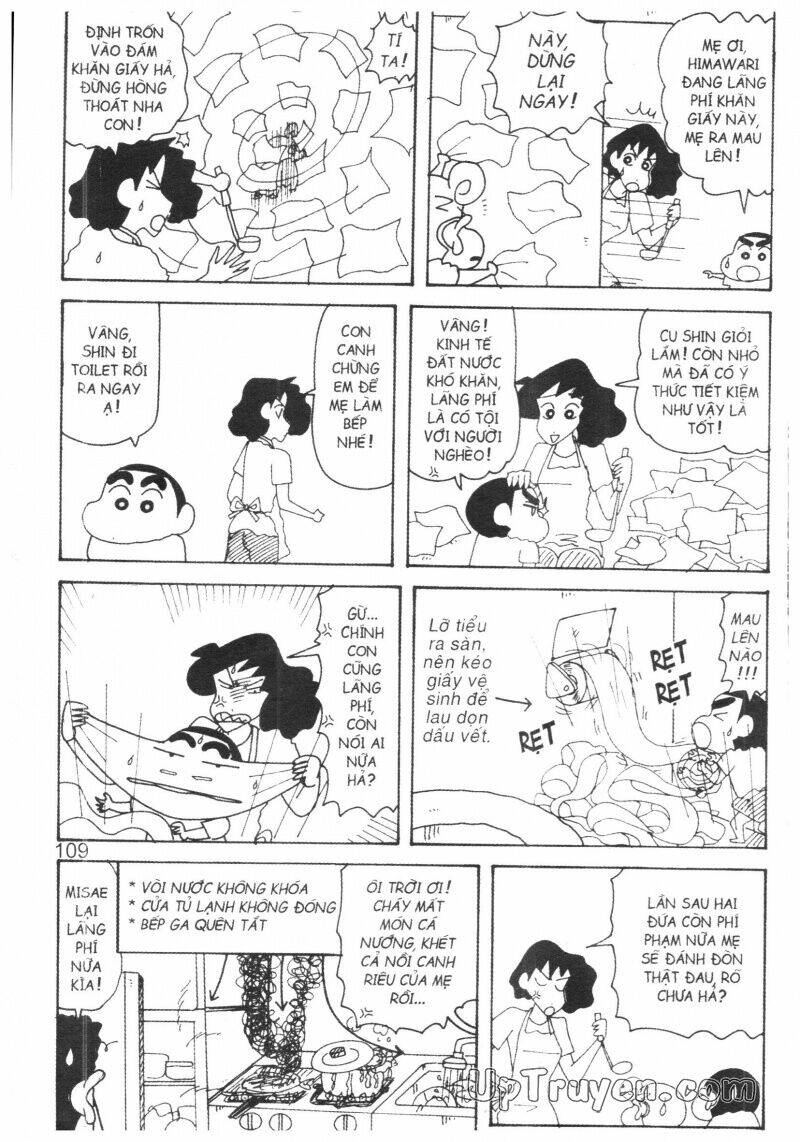 MẸ ƠI,
HIMAWARI
ĐANG LÃNG
PHÍ KHĂN
GIẤY NÀY,
MẸ RA MAU
LÊN!
NÀY,
DỪNG
LẠI
NGAY!
TÍ
TA!
ĐỊNH TRỐN
VÀO ĐÁM
KHĂN GIẤY HẢ,
ĐỪNG HÒNG
THOÁT NHA
CON!
CU SHIN GIỎI
LẮM! CÒN NHỎ
MÀ ĐÃ CÓ Ý
THỨC TIẾT KIỆM
NHƯ VẬY LÀ
TỐT!
VÂNG!
KINH TẾ
ĐẤT NƯỚC
KHÓ KHĂN,
LÃNG PHÍ
LÀ CÓ TỘI
VỚI NGƯỜI
NGHÈO!
CON
CANH
CHỪNG
EM ĐỂ
MẸ LÀM
BẾP
NHÉ!
VÂNG,
SHIN ĐI
TOILET RỒI
RA NGAY
Ạ!
MAU
LÊN
NÀO
!!!
RẸT
RẸT
RẸT
Lỡ tiểu
ra sàn,
nên kéo
giấy vệ
sinh để
lau dọn
dấu vết.
GỪ...
CHÍNH
CON
CŨNG
LÃNG
PHÍ,
CÒN
NÓI AI
NỮA
HẢ?
109
LẦN SAU HAI
ĐỨA CÒN PHÍ
PHẠM NỮA MẸ
SẼ ĐÁNH ĐÒN
THẬT ĐAU, RÕ
CHƯA HẢ?
ÔI TRỜI ƠI!
CHÁY MẤT
MÓN CÁ
NƯỚNG, KHÉT
CẢ NỒI CANH
RIÊU CỦA MẸ
RỒI...
* VÒI NƯỚC KHÔNG KHÓA
* CỬA TỦ LẠNH KHÔNG ĐÓNG
* BẾP GA QUÊN TẮT
MISAE
LẠI
LÃNG
PHÍ
NỮA
KÌA!
UpTruyen.com